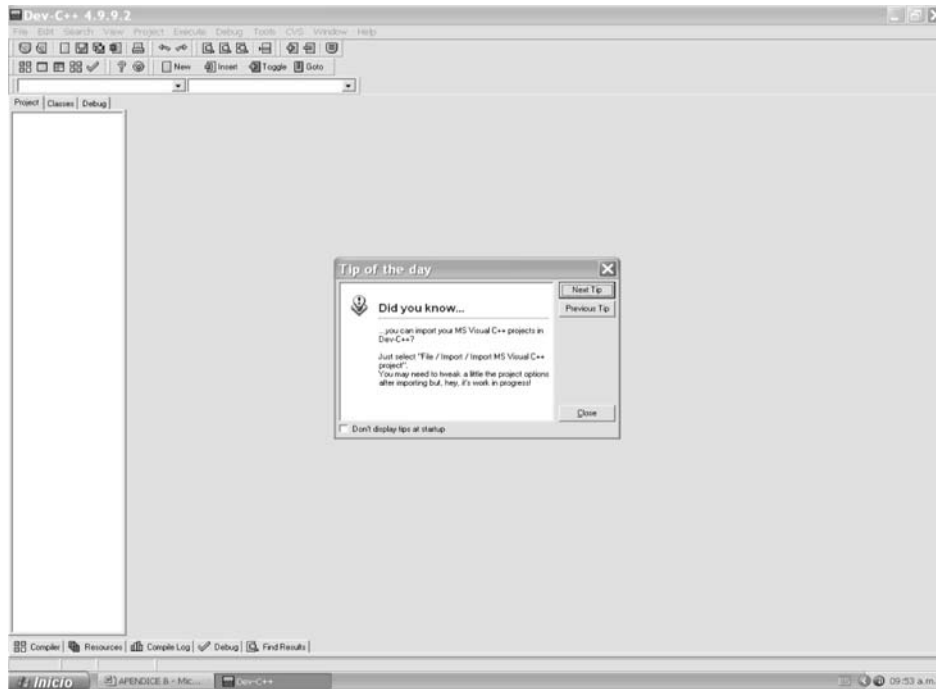 Dev-C++ 4.9.9.2
File Edit Search View Project Execute Debug Tools CVS Window Help
New Insert Toggle Goto
Project Classes Debug
Tip of the day
Did you know...
...you can import your MS Visual C++ projects in
Dev-C++?
Just select "File / Import / Import MS Visual C++
project".
You may need to tweak a little the project options
after importing but, hey, it's work in progress!
Next Tip
Previous Tip
Close
Don't display tips at startup
Compiler Resources Compile Log Debug Find Results
Inicio APENDICE B - Mic... Dev-C++ 09:53 a.m.